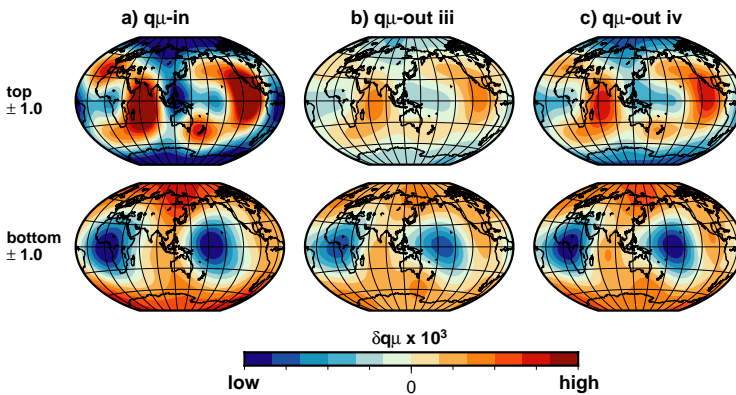 a) qμ-in b) qμ-out iii c) qμ-out iv
top
± 1.0
bottom
± 1.0
δqμ x 10³
low 0 high